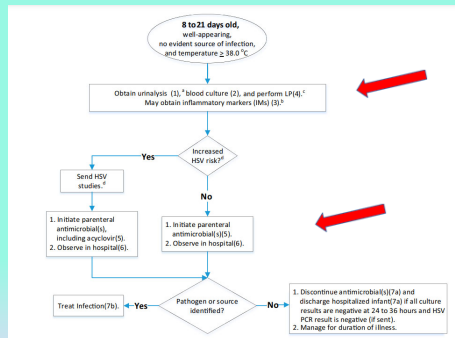 8 to 21 days old,
well-appearing,
no evident source of infection,
and temperature ≥ 38.0 °C
Obtain urinalysis (1),ᵃ blood culture (2), and perform LP(4).ᶜ
May obtain inflammatory markers (IMs) (3).ᵇ
Increased
HSV risk?ᵈ
Yes
No
Send HSV
studies.ᵈ
1. Initiate parenteral
antimicrobial(s),
including acyclovir(5).
2. Observe in hospital(6).
1. Initiate parenteral
antimicrobial(s)(5).
2. Observe in hospital(6).
Pathogen or source
identified?
Yes
Treat Infection(7b).
No
1. Discontinue antimicrobial(s)(7a) and
discharge hospitalized infant(7a) if all culture
results are negative at 24 to 36 hours and HSV
PCR result is negative (if sent).
2. Manage for duration of illness.